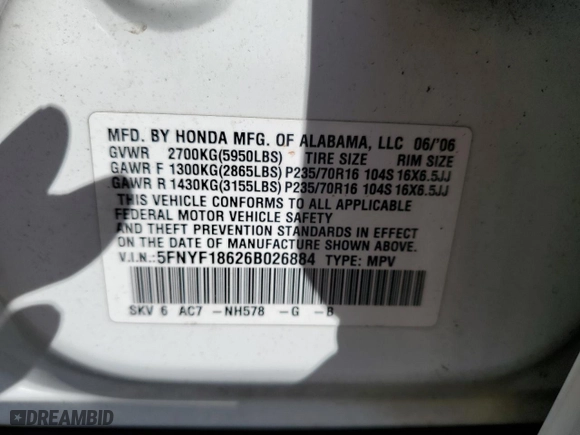 MFD. BY HONDA MFG. OF ALABAMA, LLC 06/'06
GVWR 2700KG(5950LBS) TIRE SIZE RIM SIZE
GAWR F 1300KG(2865LBS) P235/70R16 104S 16X6.5JJ
GAWR R 1430KG(3155LBS) P235/70R16 104S 16X6.5JJ
THIS VEHICLE CONFORMS TO ALL APPLICABLE
FEDERAL MOTOR VEHICLE SAFETY
AND THEFT PREVENTION STANDARDS IN EFFECT
ON THE DATE OF MANUFACTURE SHOWN ABOVE.
V.I.N.:5FNYF18626B026884 TYPE: MPV
SKV 6 AC7 -NH578 -G -B
DREAMBID